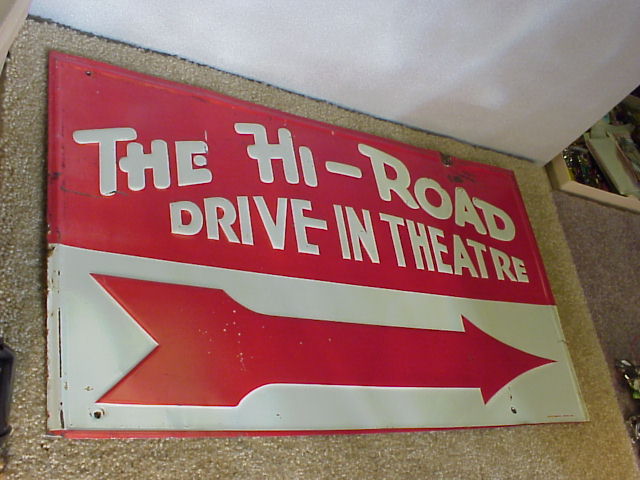 THE HI-ROAD
DRIVE-IN THEATRE